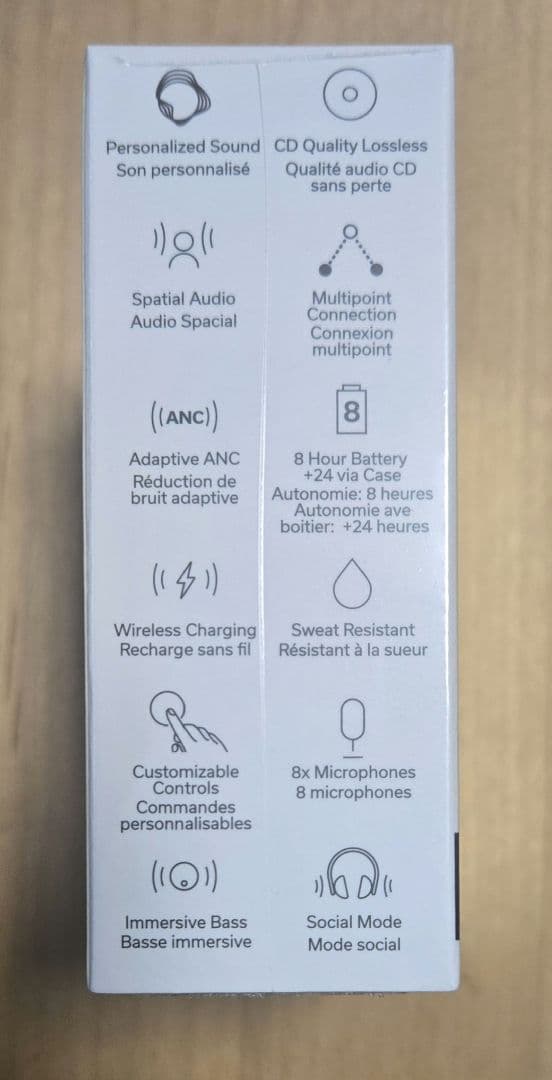 Personalized Sound
Son personnalisé
CD Quality Lossless
Qualité audio CD
sans perte
Spatial Audio
Audio Spacial
Multipoint
Connection
Connexion
multipoint
ANC
Adaptive ANC
Réduction de
bruit adaptive
8
8 Hour Battery
+24 via Case
Autonomie: 8 heures
Autonomie ave
boitier: +24 heures
Wireless Charging
Recharge sans fil
Sweat Resistant
Résistant à la sueur
Customizable
Controls
Commandes
personnalisables
8x Microphones
8 microphones
Immersive Bass
Basse immersive
Social Mode
Mode social